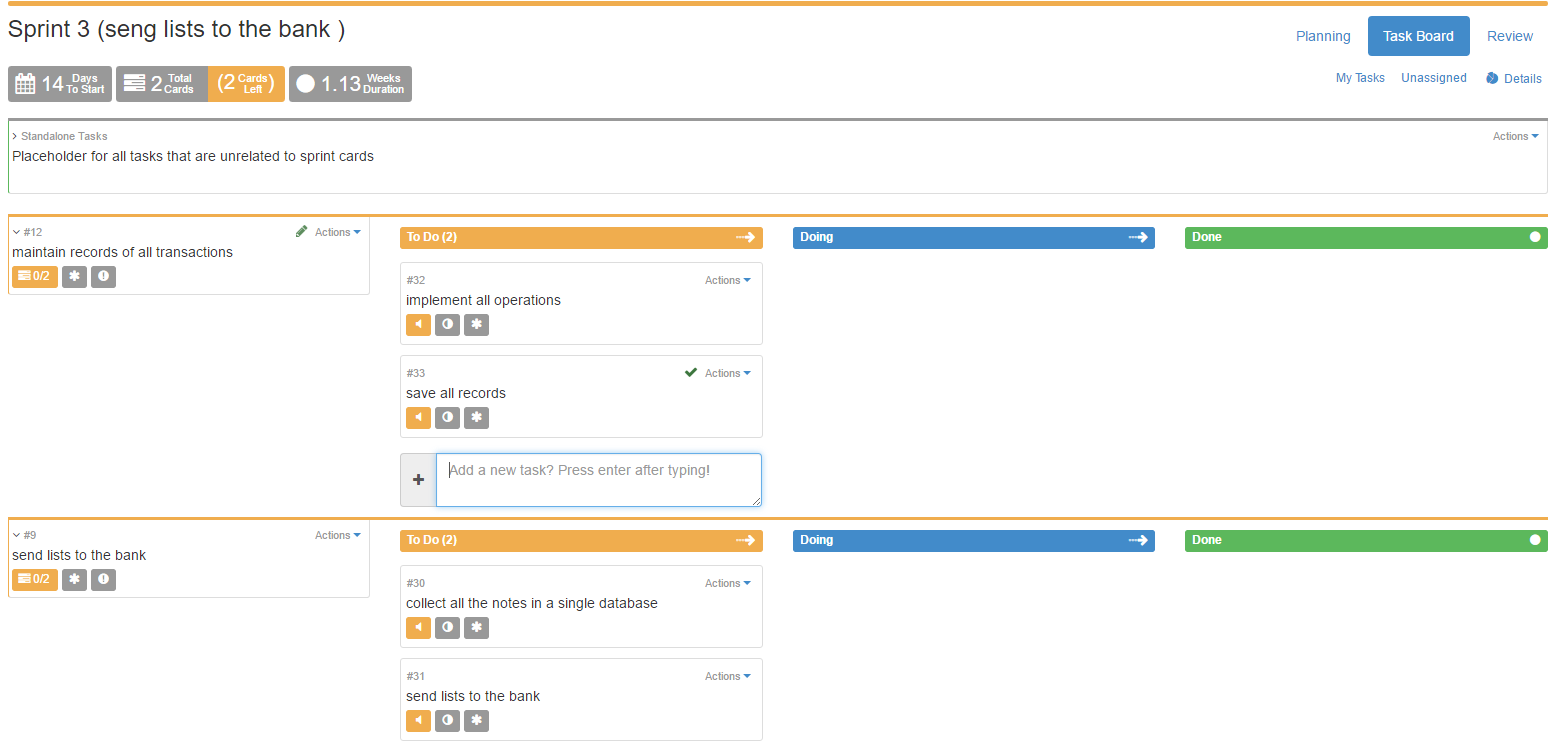 Sprint 3 (seng lists to the bank )
Planning
Task Board
Review
14 Days To Start
2 Total Cards
(2 Cards Left)
1.13 Weeks Duration
My Tasks
Unassigned
Details
Standalone Tasks
Actions
Placeholder for all tasks that are unrelated to sprint cards
#12
Actions
maintain records of all transactions
0/2
To Do (2)
Doing
Done
#32
Actions
implement all operations
#33
Actions
save all records
Add a new task? Press enter after typing!
#9
Actions
send lists to the bank
0/2
To Do (2)
Doing
Done
#30
Actions
collect all the notes in a single database
#31
Actions
send lists to the bank